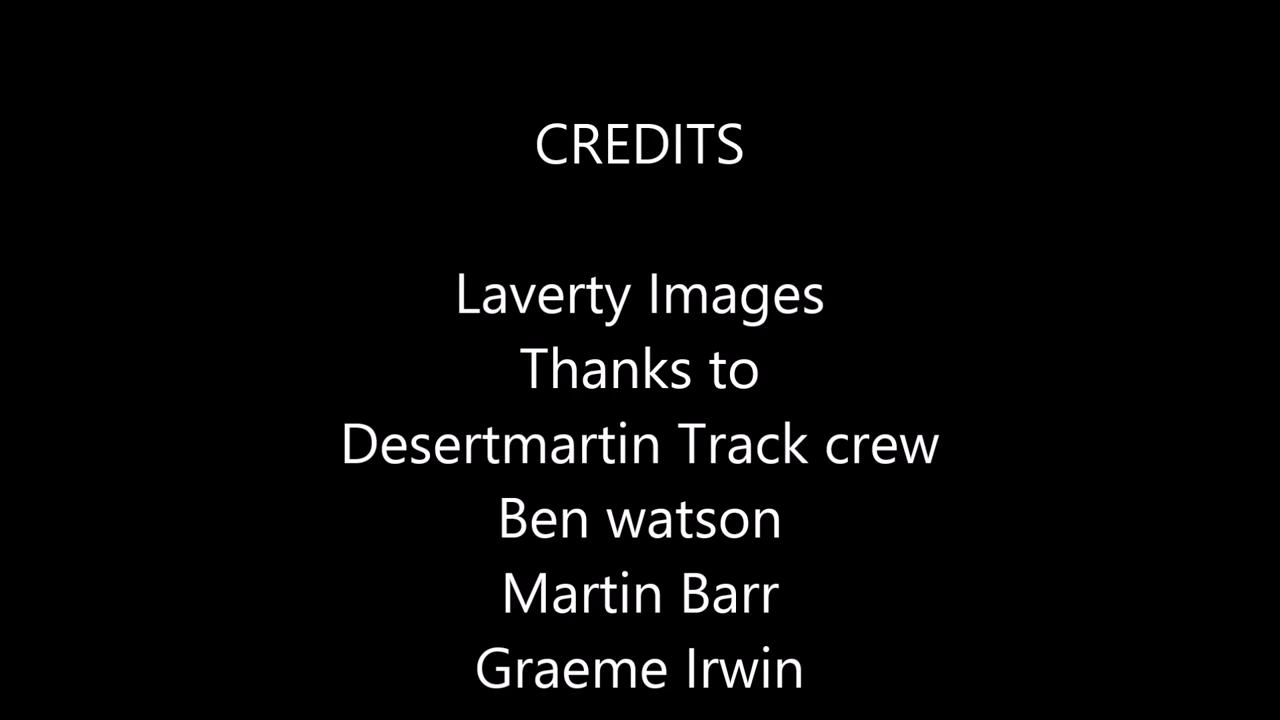 CREDITS
Laverty Images
Thanks to
Desertmartin Track crew
Ben watson
Martin Barr
Graeme Irwin